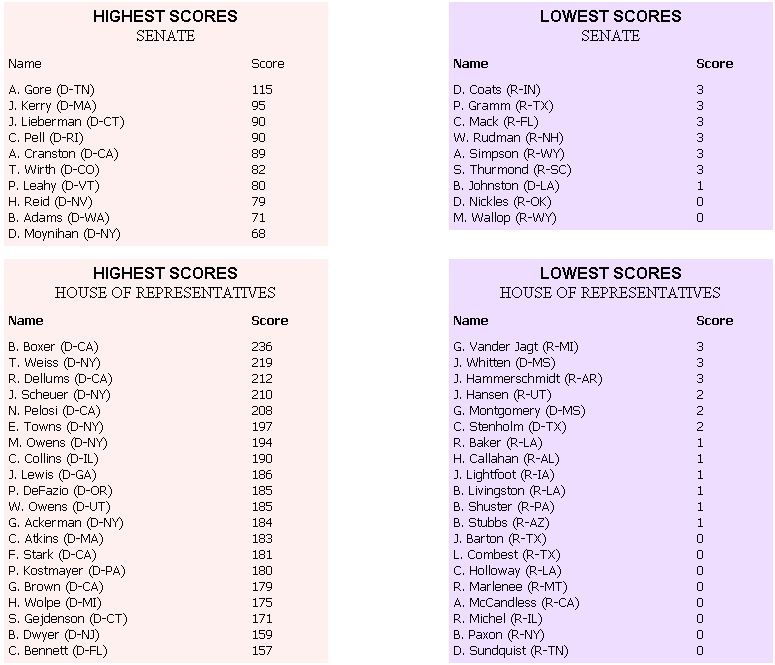 HIGHEST SCORES
SENATE
Name Score
A. Gore (D-TN) 115
J. Kerry (D-MA) 95
J. Lieberman (D-CT) 90
C. Pell (D-RI) 90
A. Cranston (D-CA) 89
T. Wirth (D-CO) 82
P. Leahy (D-VT) 80
H. Reid (D-NV) 79
B. Adams (D-WA) 71
D. Moynihan (D-NY) 68
LOWEST SCORES
SENATE
Name Score
D. Coats (R-IN) 3
P. Gramm (R-TX) 3
C. Mack (R-FL) 3
W. Rudman (R-NH) 3
A. Simpson (R-WY) 3
S. Thurmond (R-SC) 3
B. Johnston (D-LA) 1
D. Nickles (R-OK) 0
M. Wallop (R-WY) 0
HIGHEST SCORES
HOUSE OF REPRESENTATIVES
Name Score
B. Boxer (D-CA) 236
T. Weiss (D-NY) 219
R. Dellums (D-CA) 212
J. Scheuer (D-NY) 210
N. Pelosi (D-CA) 208
E. Towns (D-NY) 197
M. Owens (D-NY) 194
C. Collins (D-IL) 190
J. Lewis (D-GA) 186
P. DeFazio (D-OR) 185
W. Owens (D-UT) 185
G. Ackerman (D-NY) 184
C. Atkins (D-MA) 183
F. Stark (D-CA) 181
P. Kostmayer (D-PA) 180
G. Brown (D-CA) 179
H. Wolpe (D-MI) 175
S. Gejdenson (D-CT) 171
B. Dwyer (D-NJ) 159
C. Bennett (D-FL) 157
LOWEST SCORES
HOUSE OF REPRESENTATIVES
Name Score
G. Vander Jagt (R-MI) 3
J. Whitten (D-MS) 3
J. Hammerschmidt (R-AR) 3
J. Hansen (R-UT) 2
G. Montgomery (D-MS) 2
C. Stenholm (D-TX) 2
R. Baker (R-LA) 1
H. Callahan (R-AL) 1
J. Lightfoot (R-IA) 1
B. Livingston (R-LA) 1
B. Shuster (R-PA) 1
B. Stubbs (R-AZ) 1
J. Barton (R-TX) 0
L. Combest (R-TX) 0
C. Holloway (R-LA) 0
R. Marlenee (R-MT) 0
A. McCandless (R-CA) 0
R. Michel (R-IL) 0
B. Paxon (R-NY) 0
D. Sundquist (R-TN) 0